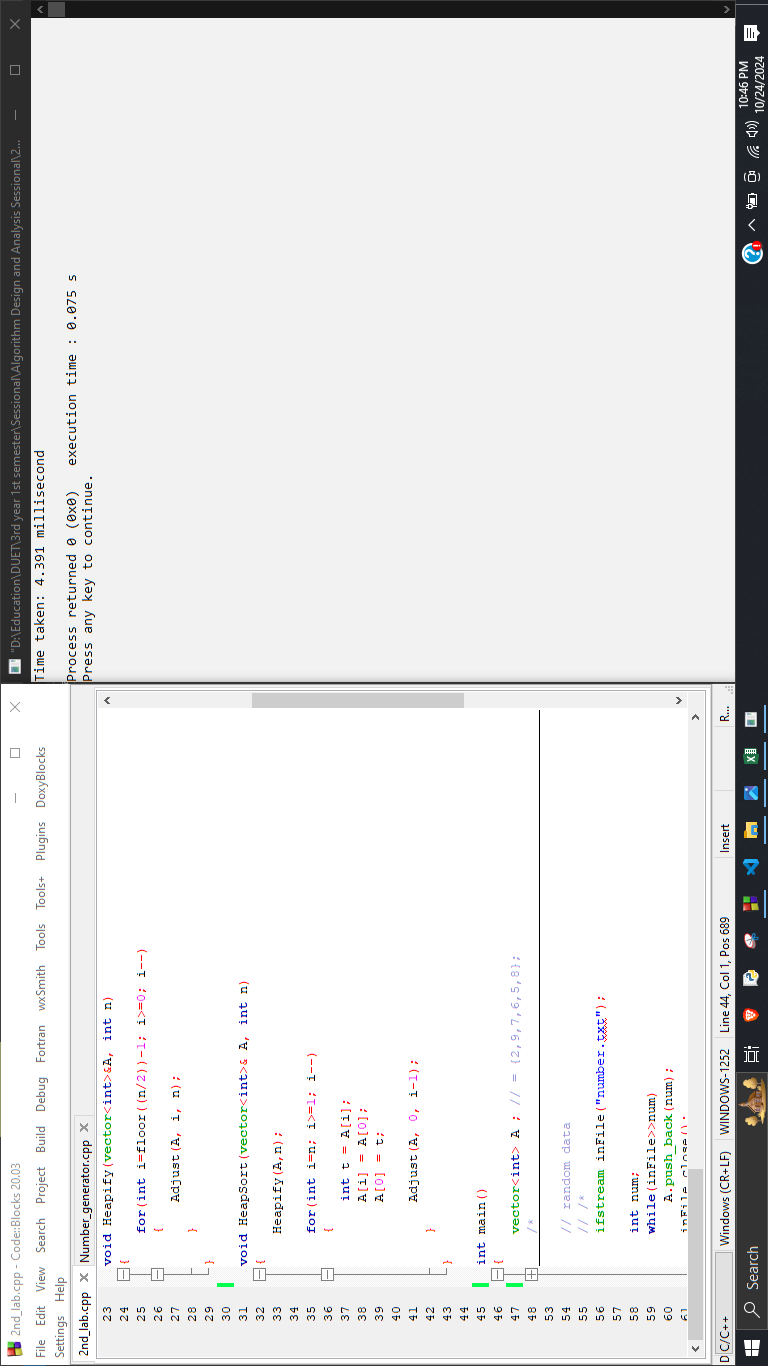 2nd_lab.cpp - Code::Blocks 20.03
File Edit View Search Project Build Debug Fortran wxSmith Tools Tools+ Plugins DoxyBlocks
Settings Help
2nd_lab.cpp X Number_generator.cpp X
23 void Heapify(vector<int>&A, int n)
24 {
25 for(int i=floor((n/2))-1; i>=0; i--)
26 {
27 Adjust(A, i, n);
28 }
29 }
30
31 void HeapSort(vector<int>& A, int n)
32 {
33 Heapify(A,n);
34
35 for(int i=n; i>=1; i--)
36 {
37 int t = A[i];
38 A[i] = A[0];
39 A[0] = t;
40
41 Adjust(A, 0, i-1);
42 }
43 }
44
45 int main()
46 {
47 vector<int> A ; // = {2,9,7,6,5,8};
48 /*
53
54 // random data
55 // /*
56 ifstream inFile("number.txt");
57
58 int num;
59 while(inFile>>num)
60 A.push_back(num);
61 inFile.close();
D C/C++ Windows (CR+LF) WINDOWS-1252 Line 44, Col 1, Pos 689 Insert R...
"D:\Education\DUET\3rd year 1st semester\Sessional\Algorithm Design and Analysis Sessional\2...
Time taken: 4.391 millisecond
Process returned 0 (0x0) execution time : 0.075 s
Press any key to continue.
Search
10:46 PM
10/24/2024